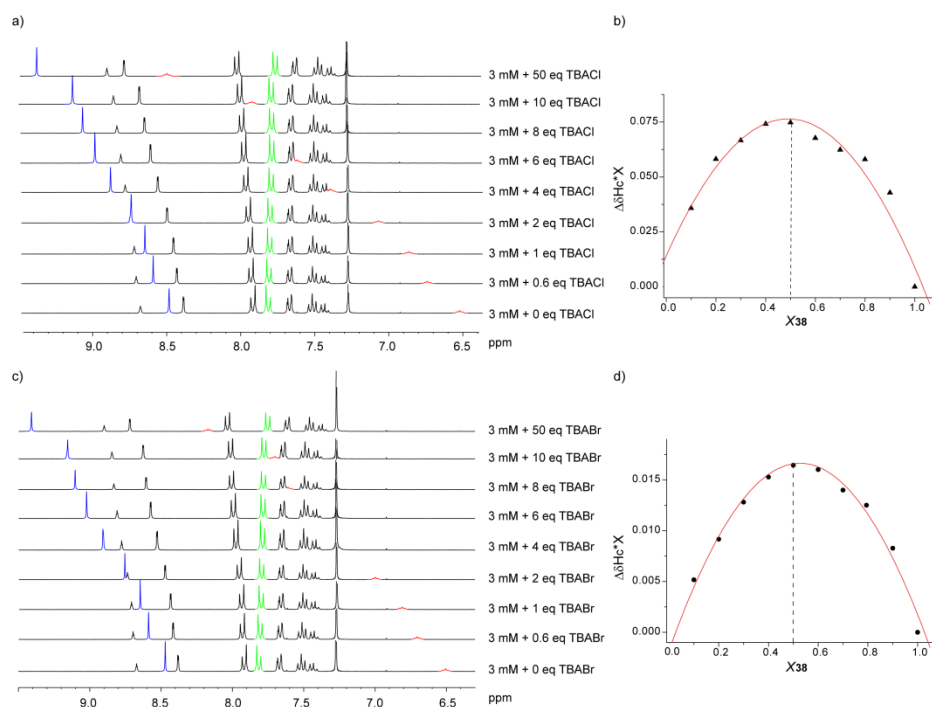 a)
3 mM + 50 eq TBACl
3 mM + 10 eq TBACl
3 mM + 8 eq TBACl
3 mM + 6 eq TBACl
3 mM + 4 eq TBACl
3 mM + 2 eq TBACl
3 mM + 1 eq TBACl
3 mM + 0.6 eq TBACl
3 mM + 0 eq TBACl
9.0 8.5 8.0 7.5 7.0 6.5 ppm
b)
ΔδHc*X
0.075
0.050
0.025
0.000
0.0 0.2 0.4 0.6 0.8 1.0
X38
c)
3 mM + 50 eq TBABr
3 mM + 10 eq TBABr
3 mM + 8 eq TBABr
3 mM + 6 eq TBABr
3 mM + 4 eq TBABr
3 mM + 2 eq TBABr
3 mM + 1 eq TBABr
3 mM + 0.6 eq TBABr
3 mM + 0 eq TBABr
9.0 8.5 8.0 7.5 7.0 6.5 ppm
d)
ΔδHc*X
0.015
0.010
0.005
0.000
0.0 0.2 0.4 0.6 0.8 1.0
X38